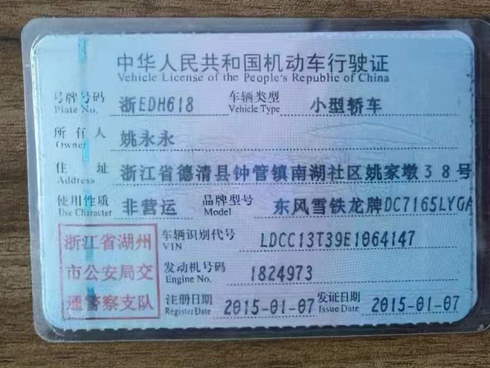 中华人民共和国机动车行驶证
Vehicle License of the People's Republic of China
号牌号码 浙EDH618 车辆类型 小型轿车
Plate No. Vehicle Type
所有人 姚永永
Owner
住址 浙江省德清县钟管镇南湖社区姚家墩38号
Address
使用性质 非营运 品牌型号 东风雪铁龙牌DC7165LYGA
Use Character Model
浙江省湖州
市公安局交
通警察支队
车辆识别代号 LDCC13T39E1064147
VIN
发动机号码 1824973
Engine No.
注册日期 2015-01-07 发证日期 2015-01-07
Register Date Issue Date